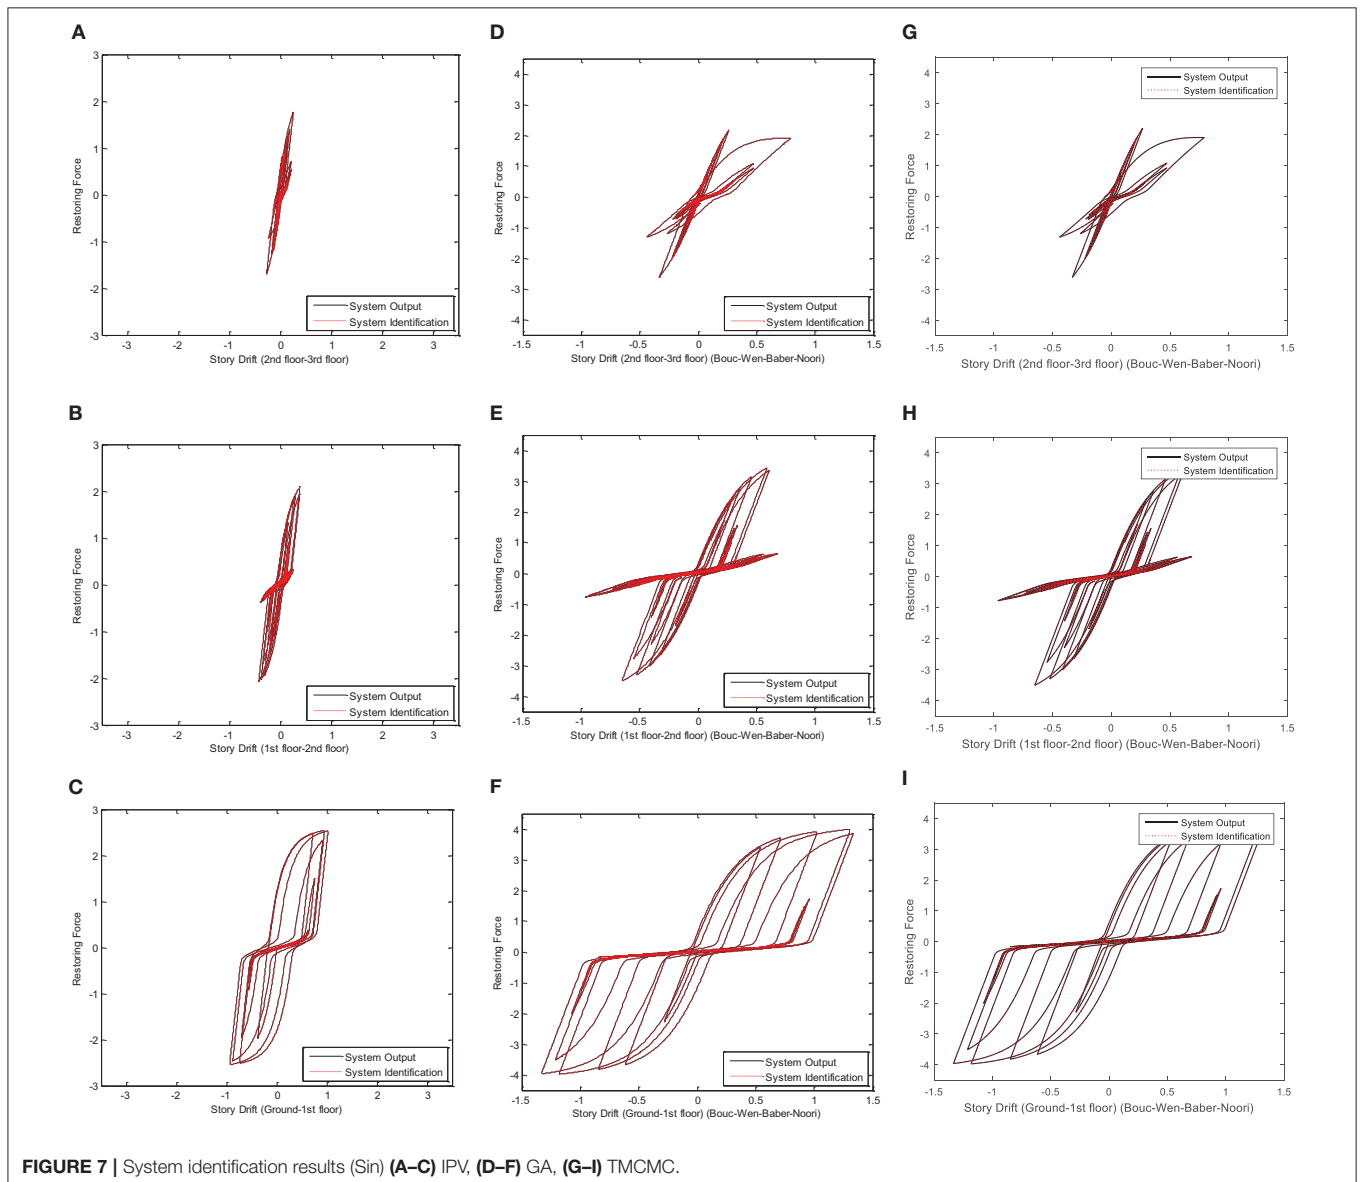 A
3
2
1
0
-1
-2
-3
Restoring Force
System Output
System Identification
-3 -2 -1 0 1 2 3
Story Drift (2nd floor-3rd floor)
D
4
3
2
1
0
-1
-2
-3
-4
Restoring Force
System Output
System Identification
-1.5 -1 -0.5 0 0.5 1 1.5
Story Drift (2nd floor-3rd floor) (Bouc-Wen-Baber-Noori)
G
4
3
2
1
0
-1
-2
-3
-4
Restoring Force
System Output
System Identification
-1.5 -1 -0.5 0 0.5 1 1.5
Story Drift (2nd floor-3rd floor) (Bouc-Wen-Baber-Noori)
B
3
2
1
0
-1
-2
-3
Restoring Force
System Output
System Identification
-3 -2 -1 0 1 2 3
Story Drift (1st floor-2nd floor)
E
4
3
2
1
0
-1
-2
-3
-4
Restoring Force
System Output
System Identification
-1.5 -1 -0.5 0 0.5 1 1.5
Story Drift (1st floor-2nd floor) (Bouc-Wen-Baber-Noori)
H
4
3
2
1
0
-1
-2
-3
-4
Restoring Force
System Output
System Identification
-1.5 -1 -0.5 0 0.5 1 1.5
Story Drift (1st floor-2nd floor) (Bouc-Wen-Baber-Noori)
C
3
2
1
0
-1
-2
-3
Restoring Force
System Output
System Identification
-3 -2 -1 0 1 2 3
Story Drift (Ground-1st floor)
F
4
3
2
1
0
-1
-2
-3
-4
Restoring Force
System Output
System Identification
-1.5 -1 -0.5 0 0.5 1 1.5
Story Drift (Ground-1st floor) (Bouc-Wen-Baber-Noori)
I
4
3
2
1
0
-1
-2
-3
-4
Restoring Force
System Output
System Identification
-1.5 -1 -0.5 0 0.5 1 1.5
Story Drift (Ground-1st floor) (Bouc-Wen-Baber-Noori)
FIGURE 7 | System identification results (Sin) (A–C) IPV, (D–F) GA, (G–I) TMCMC.